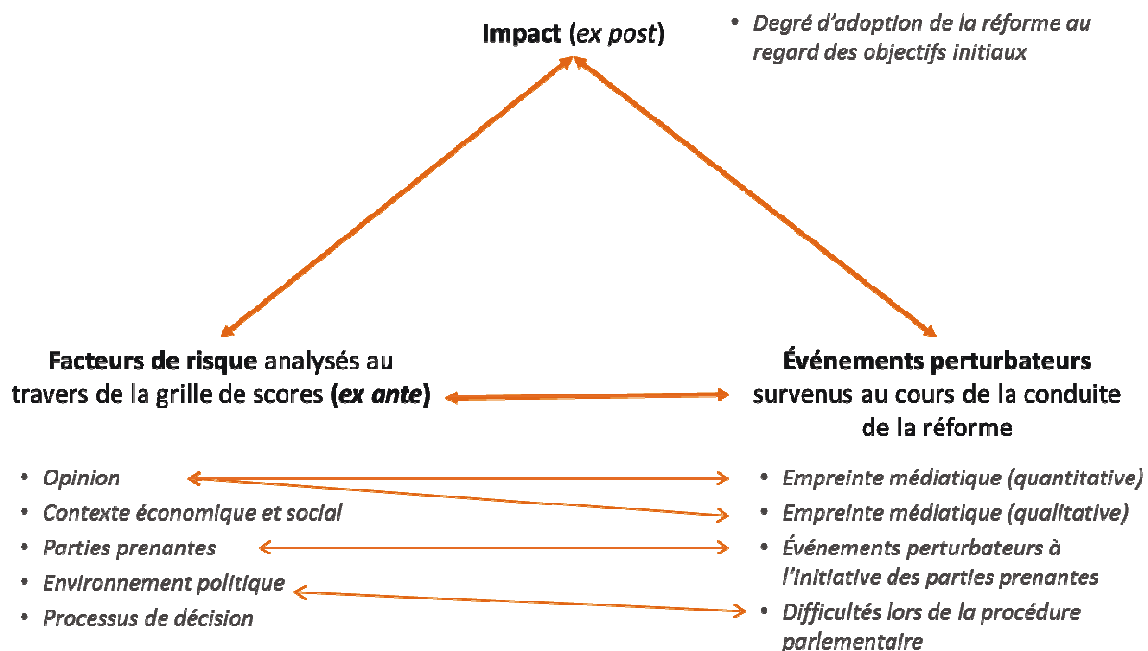 Impact (ex post)
• Degré d'adoption de la réforme au
regard des objectifs initiaux
Facteurs de risque analysés au
travers de la grille de scores (ex ante)
Événements perturbateurs
survenus au cours de la conduite
de la réforme
• Opinion
• Contexte économique et social
• Parties prenantes
• Environnement politique
• Processus de décision
• Empreinte médiatique (quantitative)
• Empreinte médiatique (qualitative)
• Événements perturbateurs à
l'initiative des parties prenantes
• Difficultés lors de la procédure
parlementaire